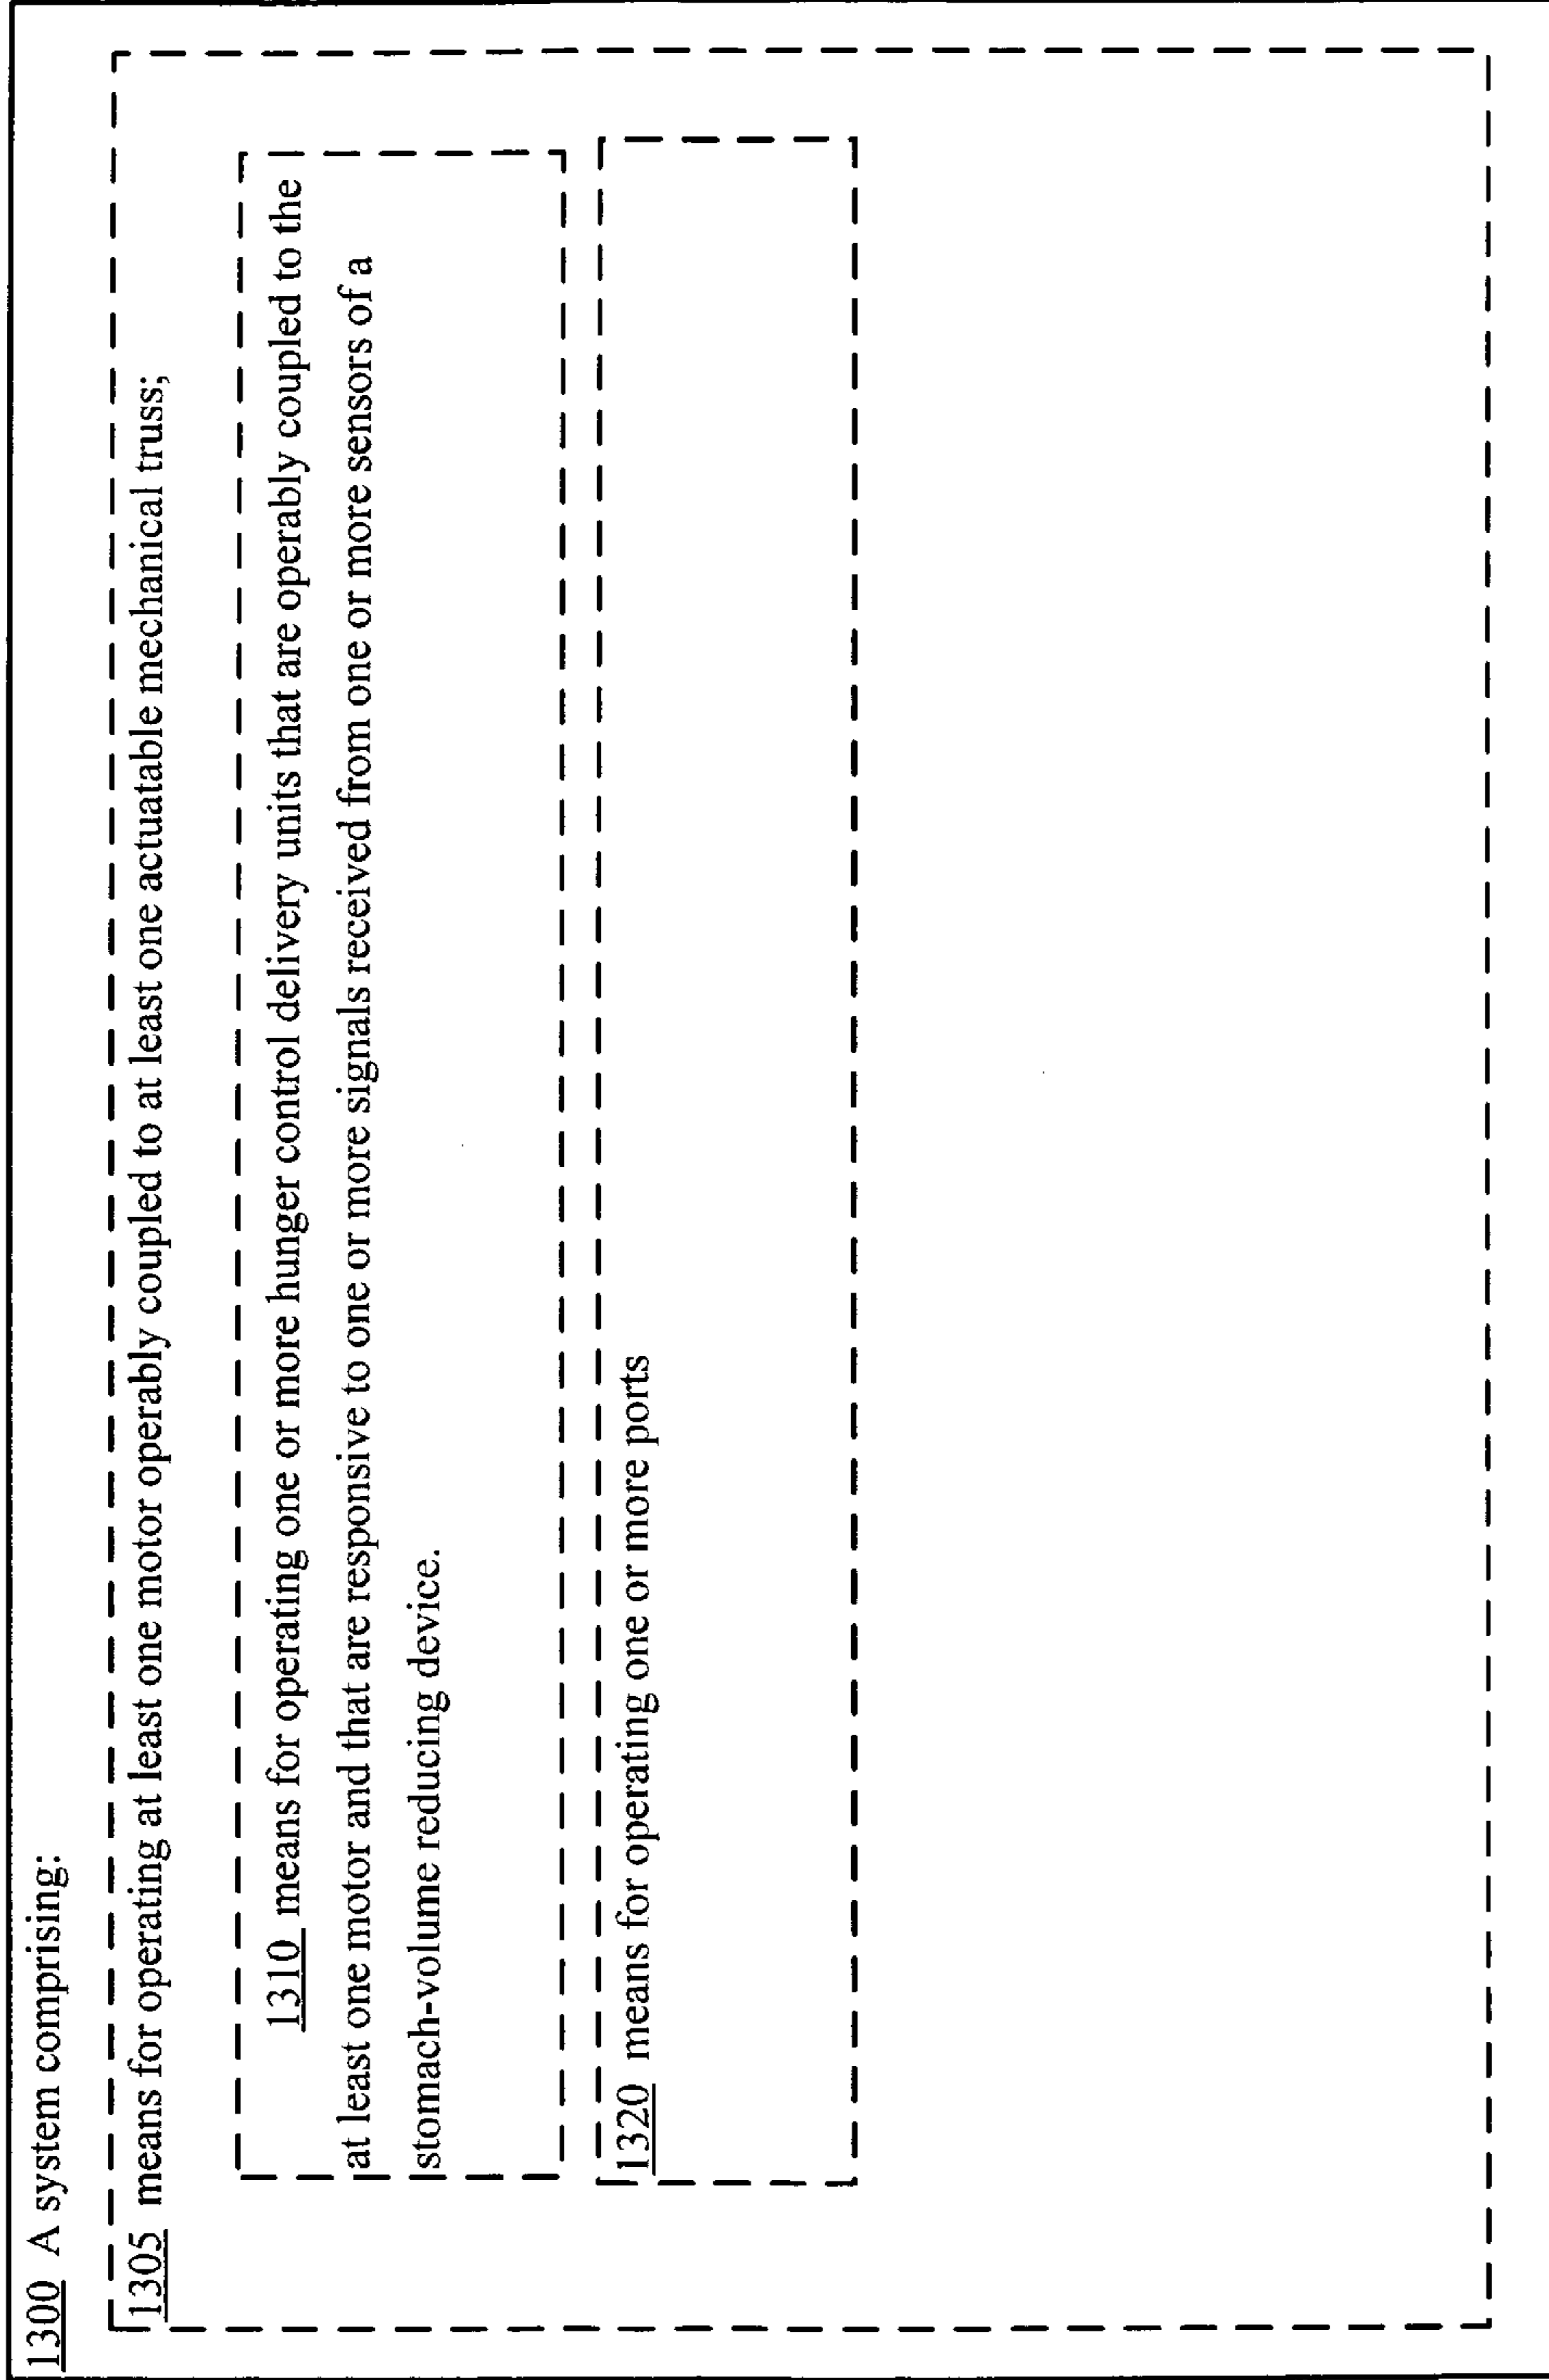 1300 A system comprising:
1305 means for operating at least one motor operably coupled to at least one actuatable mechanical truss;
1310 means for operating one or more hunger control delivery units that are operably coupled to the
at least one motor and that are responsive to one or more signals received from one or more sensors of a
stomach-volume reducing device.
1320 means for operating one or more ports